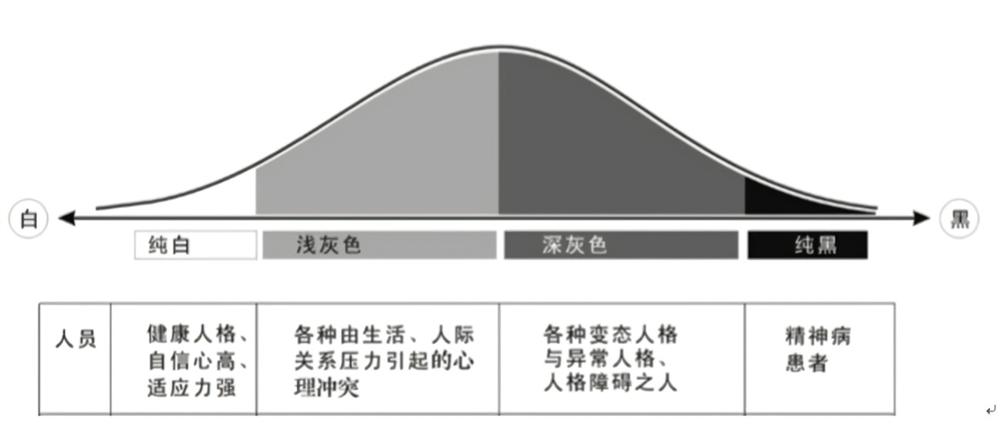 白
黑
纯白
浅灰色
深灰色
纯黑
人员
健康人格、
自信心高、
适应力强
各种由生活、人际
关系压力引起的心
理冲突
各种变态人格
与异常人格、
人格障碍之人
精神病
患者